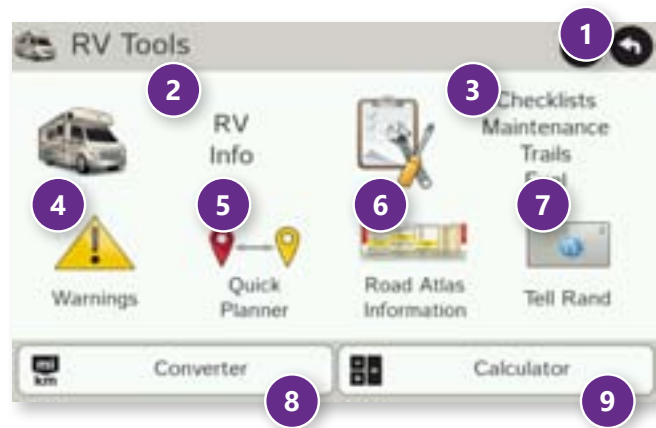 RV Tools
1
2
3
RV
Info
Checklists
Maintenance
Trails
Fuel
4
5
6
7
Warnings
Quick
Planner
Road Atlas
Information
Tell Rand
mi
km
Converter
Calculator
8
9